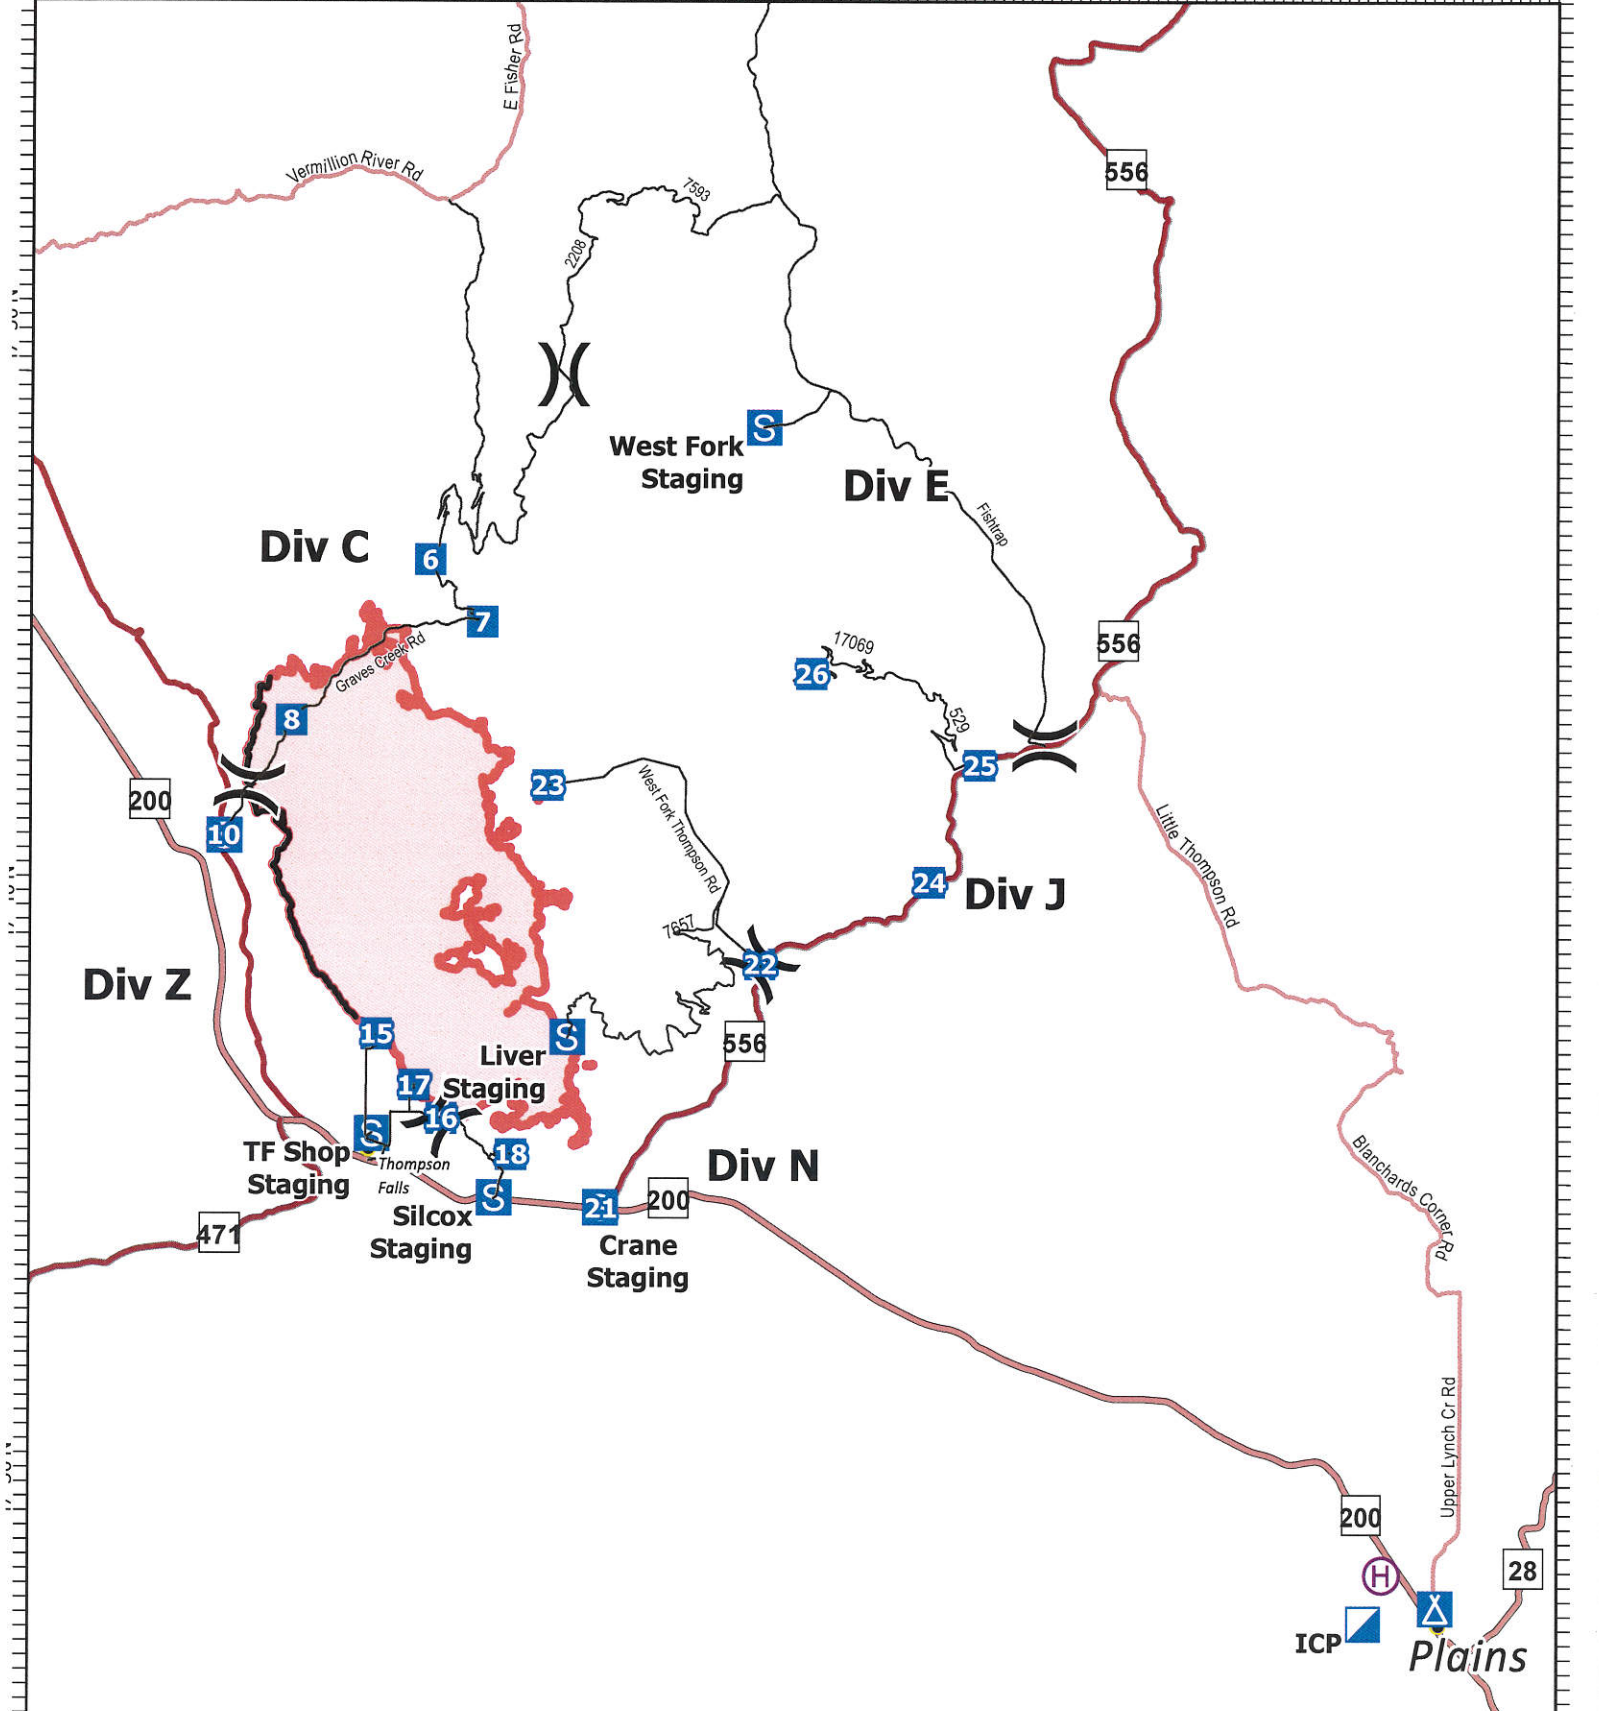 E Fisher Rd
Vermillion River Rd
7593
556
2208
S
West Fork
Staging
Div E
Fishtrap
Div C
6
7
556
17069
26
Graves Creek Rd
8
529
25
23
West Fork Thompson Rd
200
10
Little Thompson Rd
24
Div J
7657
22
Div Z
15
S
556
Liver
Staging
17
16
S
TF Shop
Staging
Thompson
Falls
18
Div N
Blanchards Corner Rd
S
21
200
471
Silcox
Staging
Crane
Staging
Upper Lynch Cr Rd
200
28
H
ICP
Plains